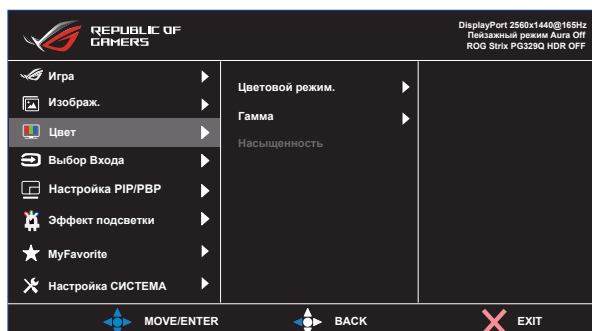 REPUBLIC OF
GAMERS
DisplayPort 2560x1440@165Hz
Пейзажный режим Aura Off
ROG Strix PG329Q HDR OFF
Игра
Изображ.
Цвет
Выбор Входа
Настройка PIP/PBP
Эффект подсветки
MyFavorite
Настройка СИСТЕМА
Цветовой режим.
Гамма
Насыщенность
MOVE/ENTER
BACK
EXIT